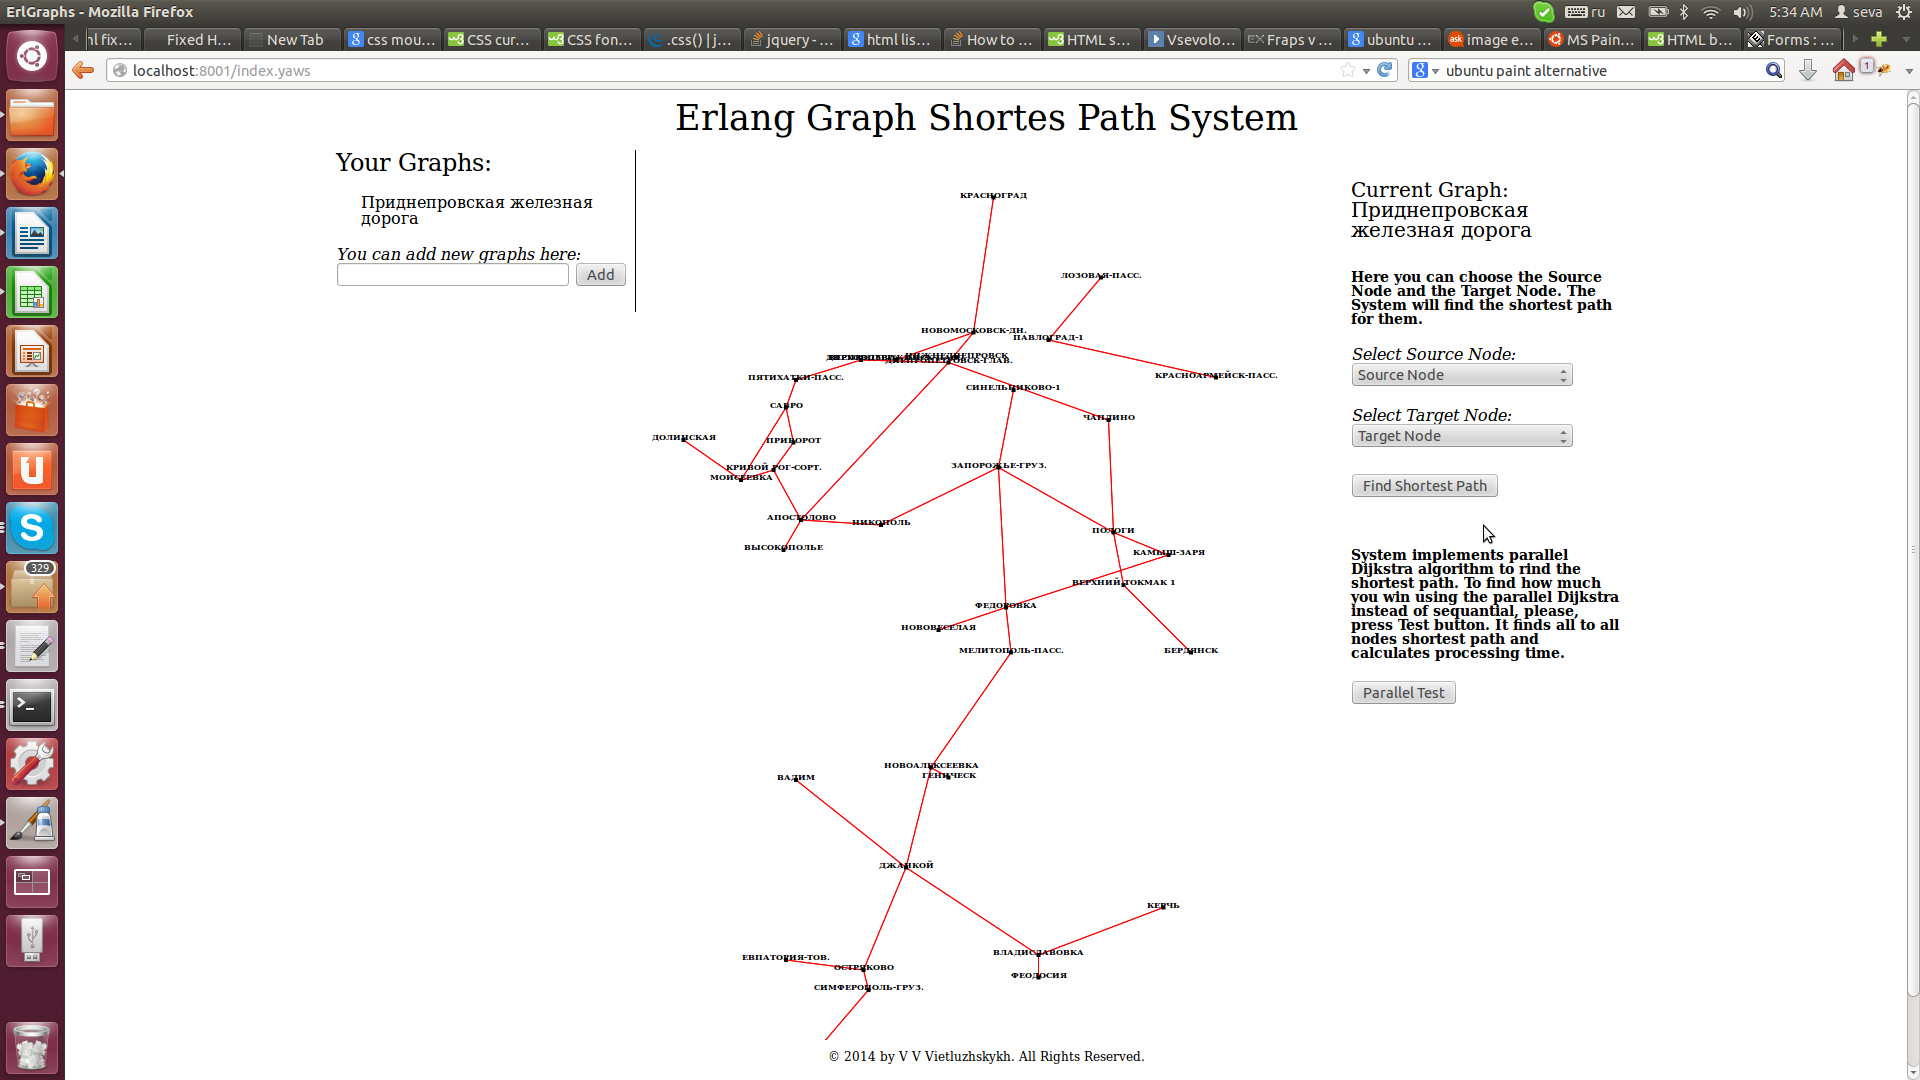 ErlGraphs - Mozilla Firefox
ru
5:34 AM
seva
Fixed H...
New Tab
css mou...
CSS cur...
CSS fon...
.css() | j...
jquery - ...
html lis...
How to ...
HTML s...
Vsevolo...
Fraps v ...
ubuntu ...
image e...
MS Pain...
HTML b...
Forms : ...
localhost:8001/index.yaws
ubuntu paint alternative
1
Erlang Graph Shortes Path System
Your Graphs:
Приднепровская железная
дорога
You can add new graphs here:
Add
КРАСНОГРАД
ЛОЗОВАЯ-ПАСС.
НОВОМОСКОВСК-ДН.
ПАВЛОГРАД-1
НИЖНЕДНЕПРОВСК
ПЯТИХАТКИ-ПАСС.
КРАСНОАРМЕЙСК-ПАСС.
СИНЕЛЬНИКОВО-1
САВРО
ЧАПЛИНО
ДОЛИНСКАЯ
ПРИВОРОТ
КРИВОЙ РОГ-СОРТ.
ЗАПОРОЖЬЕ-ГРУЗ.
МОИСЕЕВКА
АПОСТОЛОВО
НИКОПОЛЬ
ПОЛОГИ
ВЫСОКОПОЛЬЕ
КАМЫШ-ЗАРЯ
ВЕРХНИЙ ТОКМАК 1
ФЕДОРОВКА
НОВОВЕСЕЛАЯ
МЕЛИТОПОЛЬ-ПАСС.
БЕРДЯНСК
НОВОАЛЕКСЕЕВКА
ГЕНИЧЕСК
ВАДИМ
ДЖАНКОЙ
КЕРЧЬ
ВЛАДИСЛАВОВКА
ЕВПАТОРИЯ-ТОВ.
ОСТРЯКОВО
ФЕОДОСИЯ
СИМФЕРОПОЛЬ-ГРУЗ.
Current Graph:
Приднепровская
железная дорога
Here you can choose the Source
Node and the Target Node. The
System will find the shortest path
for them.
Select Source Node:
Source Node
Select Target Node:
Target Node
Find Shortest Path
System implements parallel
Dijkstra algorithm to rind the
shortest path. To find how much
you win using the parallel Dijkstra
instead of sequantial, please,
press Test button. It finds all to all
nodes shortest path and
calculates processing time.
Parallel Test
329
© 2014 by V V Vietluzhskykh. All Rights Reserved.